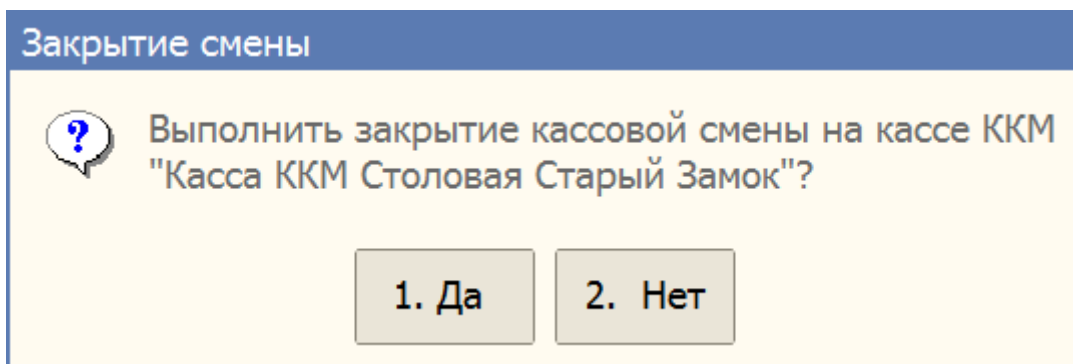 Закрытие смены
Выполнить закрытие кассовой смены на кассе ККМ
"Касса ККМ Столовая Старый Замок"?
1. Да
2. Нет